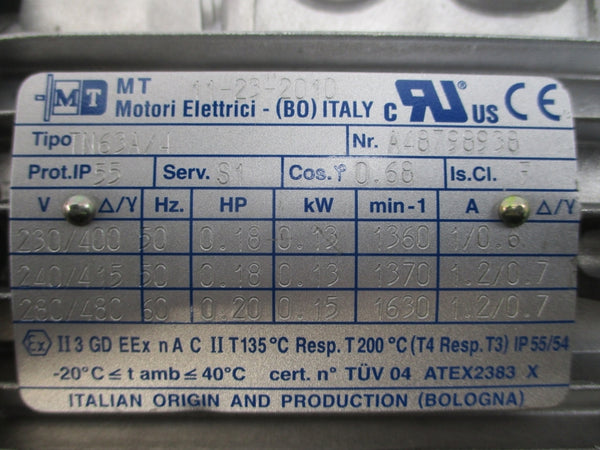 MT
MT 11-23-2010
Motori Elettrici - (BO) ITALY c RU US CE
Tipo TN63A/4 Nr. A48798938
Prot.IP 55 Serv. S1 Cos.φ 0.68 Is.Cl. F
V Δ/Y Hz. HP kW min-1 A Δ/Y
230/400 50 0.18 0.13 1360 1/0.6
240/415 50 0.18 0.13 1370 1.2/0.7
280/480 60 0.20 0.15 1630 1.2/0.7
Ex II 3 GD EEx n A C II T135°C Resp. T 200 °C (T4 Resp. T3) IP 55/54
-20°C ≤ t amb ≤ 40°C cert. n° TÜV 04 ATEX2383 X
ITALIAN ORIGIN AND PRODUCTION (BOLOGNA)